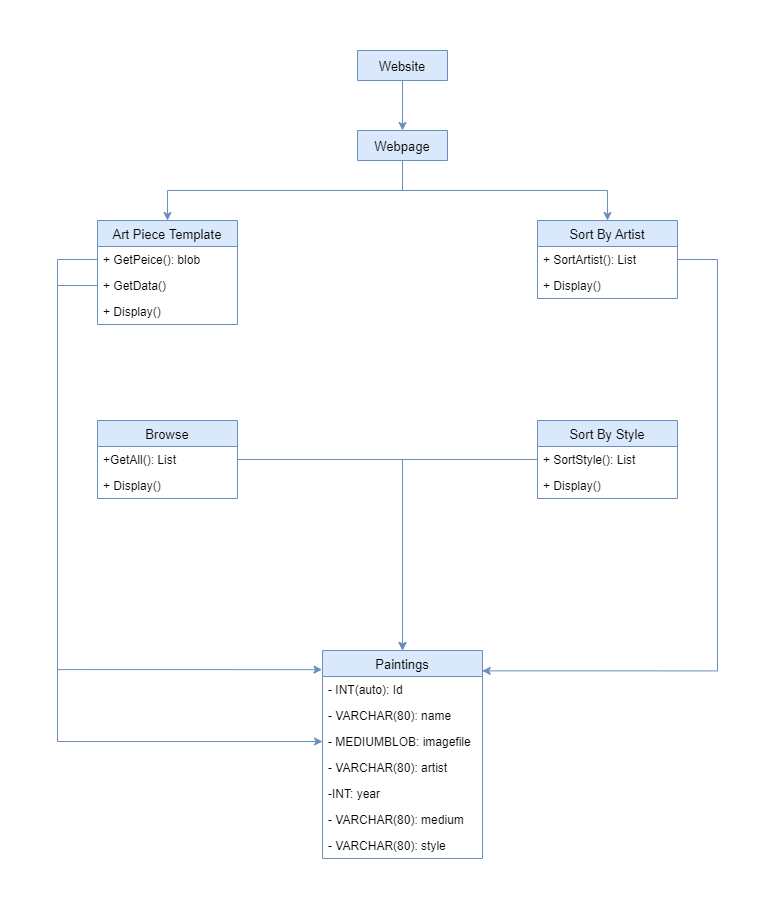 Website
Webpage
Art Piece Template
+ GetPeice(): blob
+ GetData()
+ Display()
Sort By Artist
+ SortArtist(): List
+ Display()
Browse
+GetAll(): List
+ Display()
Sort By Style
+ SortStyle(): List
+ Display()
Paintings
- INT(auto): Id
- VARCHAR(80): name
- MEDIUMBLOB: imagefile
- VARCHAR(80): artist
-INT: year
- VARCHAR(80): medium
- VARCHAR(80): style